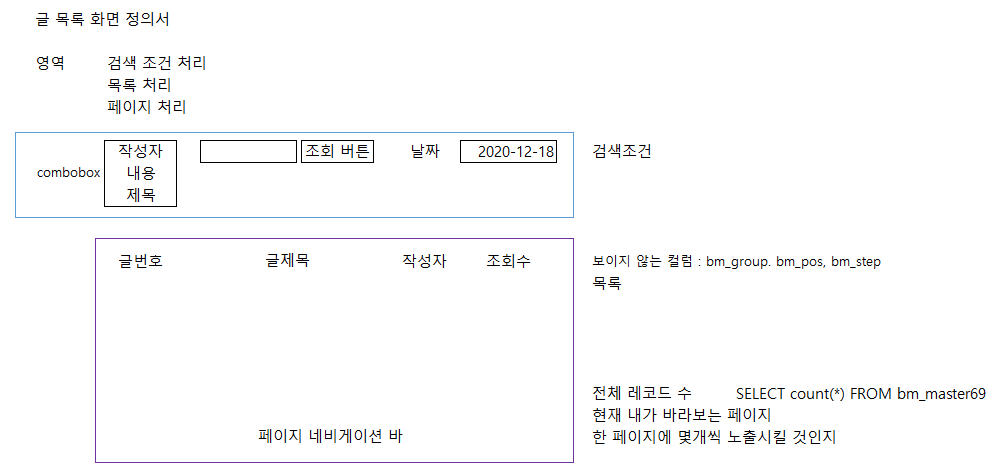 글 목록 화면 정의서
영역 검색 조건 처리
목록 처리
페이지 처리
작성자 조회 버튼 날짜 2020-12-18 검색조건
combobox 내용
제목
글번호 글제목 작성자 조회수 보이지 않는 컬럼 : bm_group. bm_pos, bm_step
목록
전체 레코드 수 SELECT count(*) FROM bm_master69
현재 내가 바라보는 페이지
페이지 네비게이션 바 한 페이지에 몇개씩 노출시킬 것인지